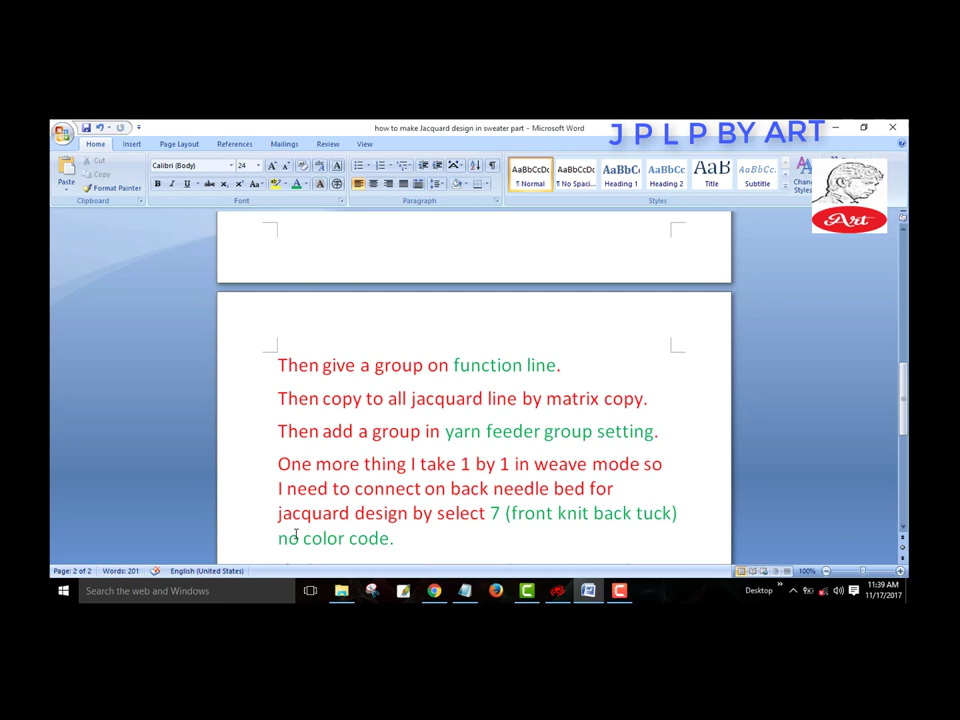 how to make Jacquard design in sweater part - Microsoft Word
J P L P BY ART
Home Insert Page Layout References Mailings Review View
Paste
Cut
Copy
Format Painter
Clipboard
Calibri (Body) 24
Font
Paragraph
AaBbCcDc AaBbCcDc AaBbC AaBbCc AaB AaBbCc.
¶ Normal ¶ No Spaci... Heading 1 Heading 2 Title Subtitle
Styles
Art
Then give a group on function line.
Then copy to all jacquard line by matrix copy.
Then add a group in yarn feeder group setting.
One more thing I take 1 by 1 in weave mode so
I need to connect on back needle bed for
jacquard design by select 7 (front knit back tuck)
no color code.
Page: 2 of 2 Words: 201 English (United States) 100%
Search the web and Windows
Desktop
11:39 AM
11/17/2017